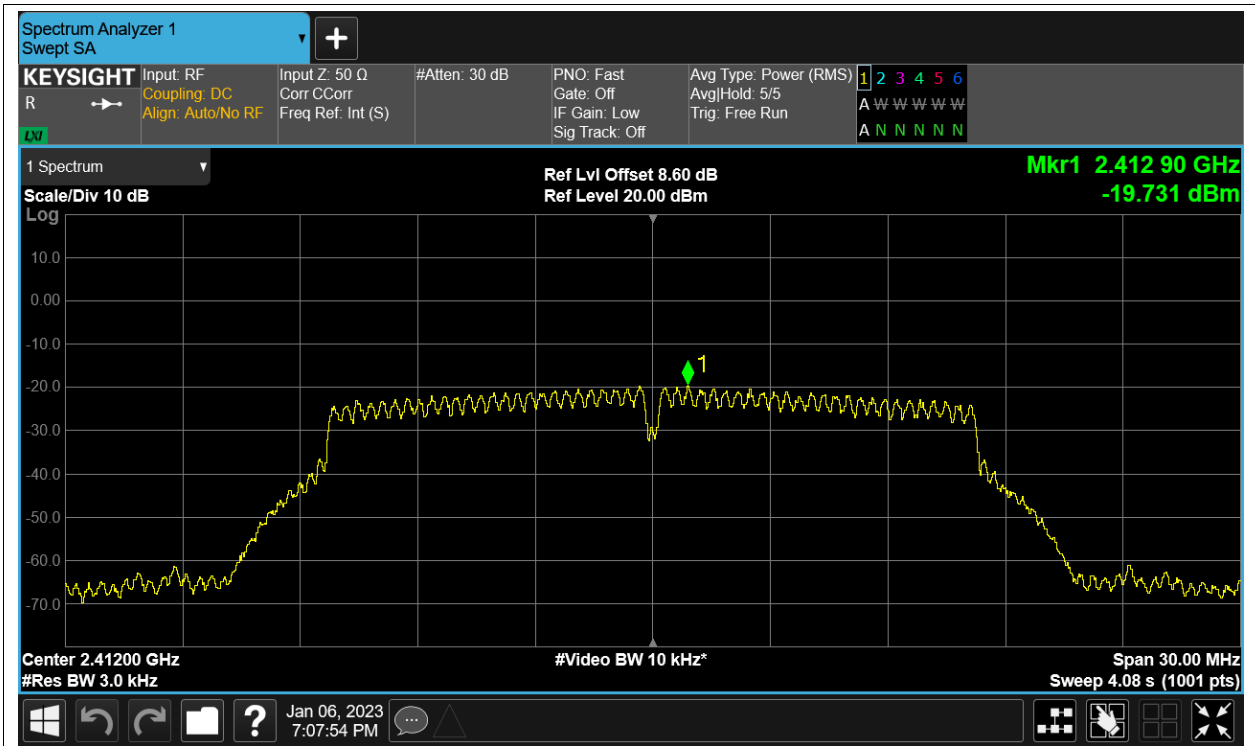 Spectrum Analyzer 1
Swept SA
KEYSIGHT
R
LXI
Input: RF
Coupling: DC
Align: Auto/No RF
Input Z: 50 Ω
Corr CCorr
Freq Ref: Int (S)
#Atten: 30 dB
PNO: Fast
Gate: Off
IF Gain: Low
Sig Track: Off
Avg Type: Power (RMS)
Avg|Hold: 5/5
Trig: Free Run
1 2 3 4 5 6
A W W W W W
A N N N N N
1 Spectrum
Scale/Div 10 dB
Log
Ref Lvl Offset 8.60 dB
Ref Level 20.00 dBm
Mkr1 2.412 90 GHz
-19.731 dBm
10.0
0.00
-10.0
-20.0
-30.0
-40.0
-50.0
-60.0
-70.0
1
Center 2.41200 GHz
#Res BW 3.0 kHz
#Video BW 10 kHz*
Span 30.00 MHz
Sweep 4.08 s (1001 pts)
?
Jan 06, 2023
7:07:54 PM